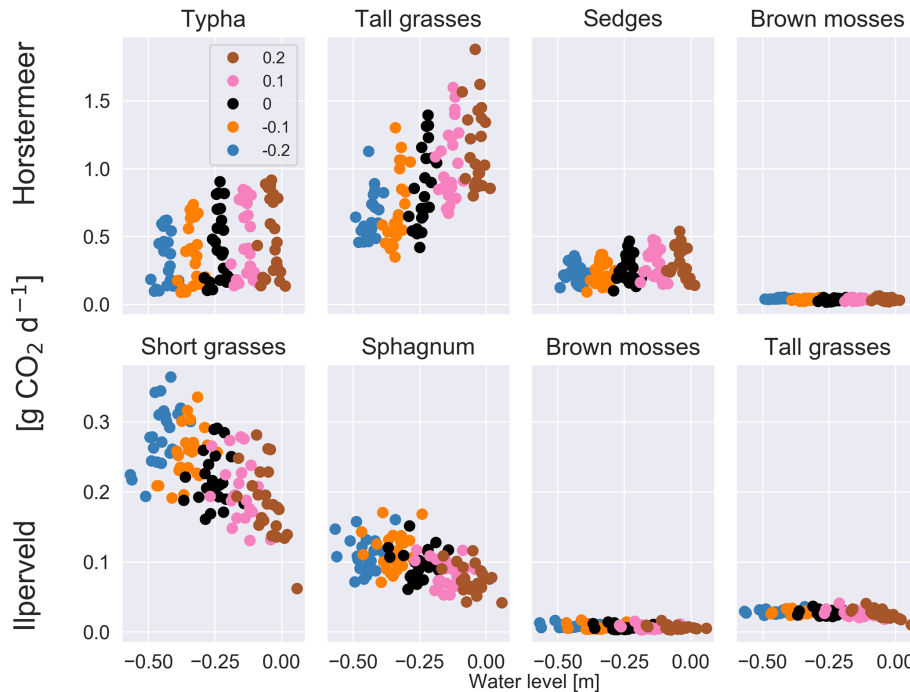 Typha
Tall grasses
Sedges
Brown mosses
Horstermeer
1.5
1.0
0.5
0.0
0.2
0.1
0
-0.1
-0.2
[g CO₂ d⁻¹]
Short grasses
Sphagnum
Brown mosses
Tall grasses
Ilperveld
0.3
0.2
0.1
0.0
−0.50 −0.25 0.00
−0.50 −0.25 0.00
−0.50 −0.25 0.00
−0.50 −0.25 0.00
Water level [m]